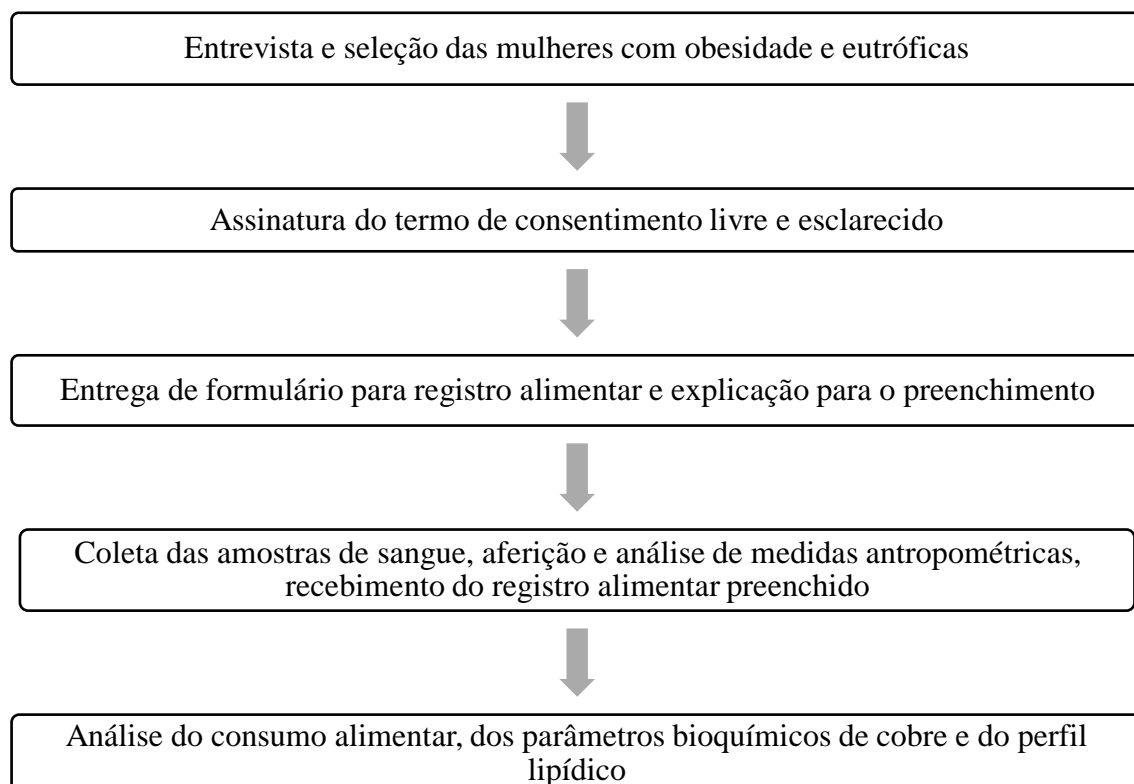 Entrevista e seleção das mulheres com obesidade e eutróficas
Assinatura do termo de consentimento livre e esclarecido
Entrega de formulário para registro alimentar e explicação para o preenchimento
Coleta das amostras de sangue, aferição e análise de medidas antropométricas,
recebimento do registro alimentar preenchido
Análise do consumo alimentar, dos parâmetros bioquímicos de cobre e do perfil
lipídico